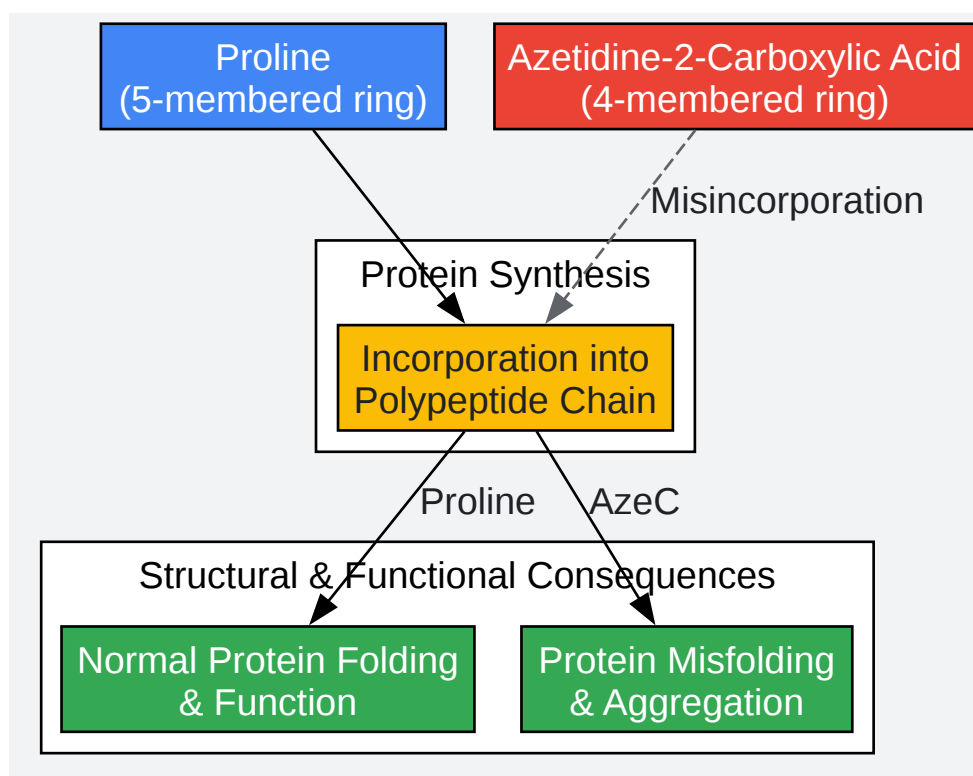 Proline
(5-membered ring)
Azetidine-2-Carboxylic Acid
(4-membered ring)
Misincorporation
Protein Synthesis
Incorporation into
Polypeptide Chain
Proline
AzeC
Structural & Functional Consequences
Normal Protein Folding
& Function
Protein Misfolding
& Aggregation